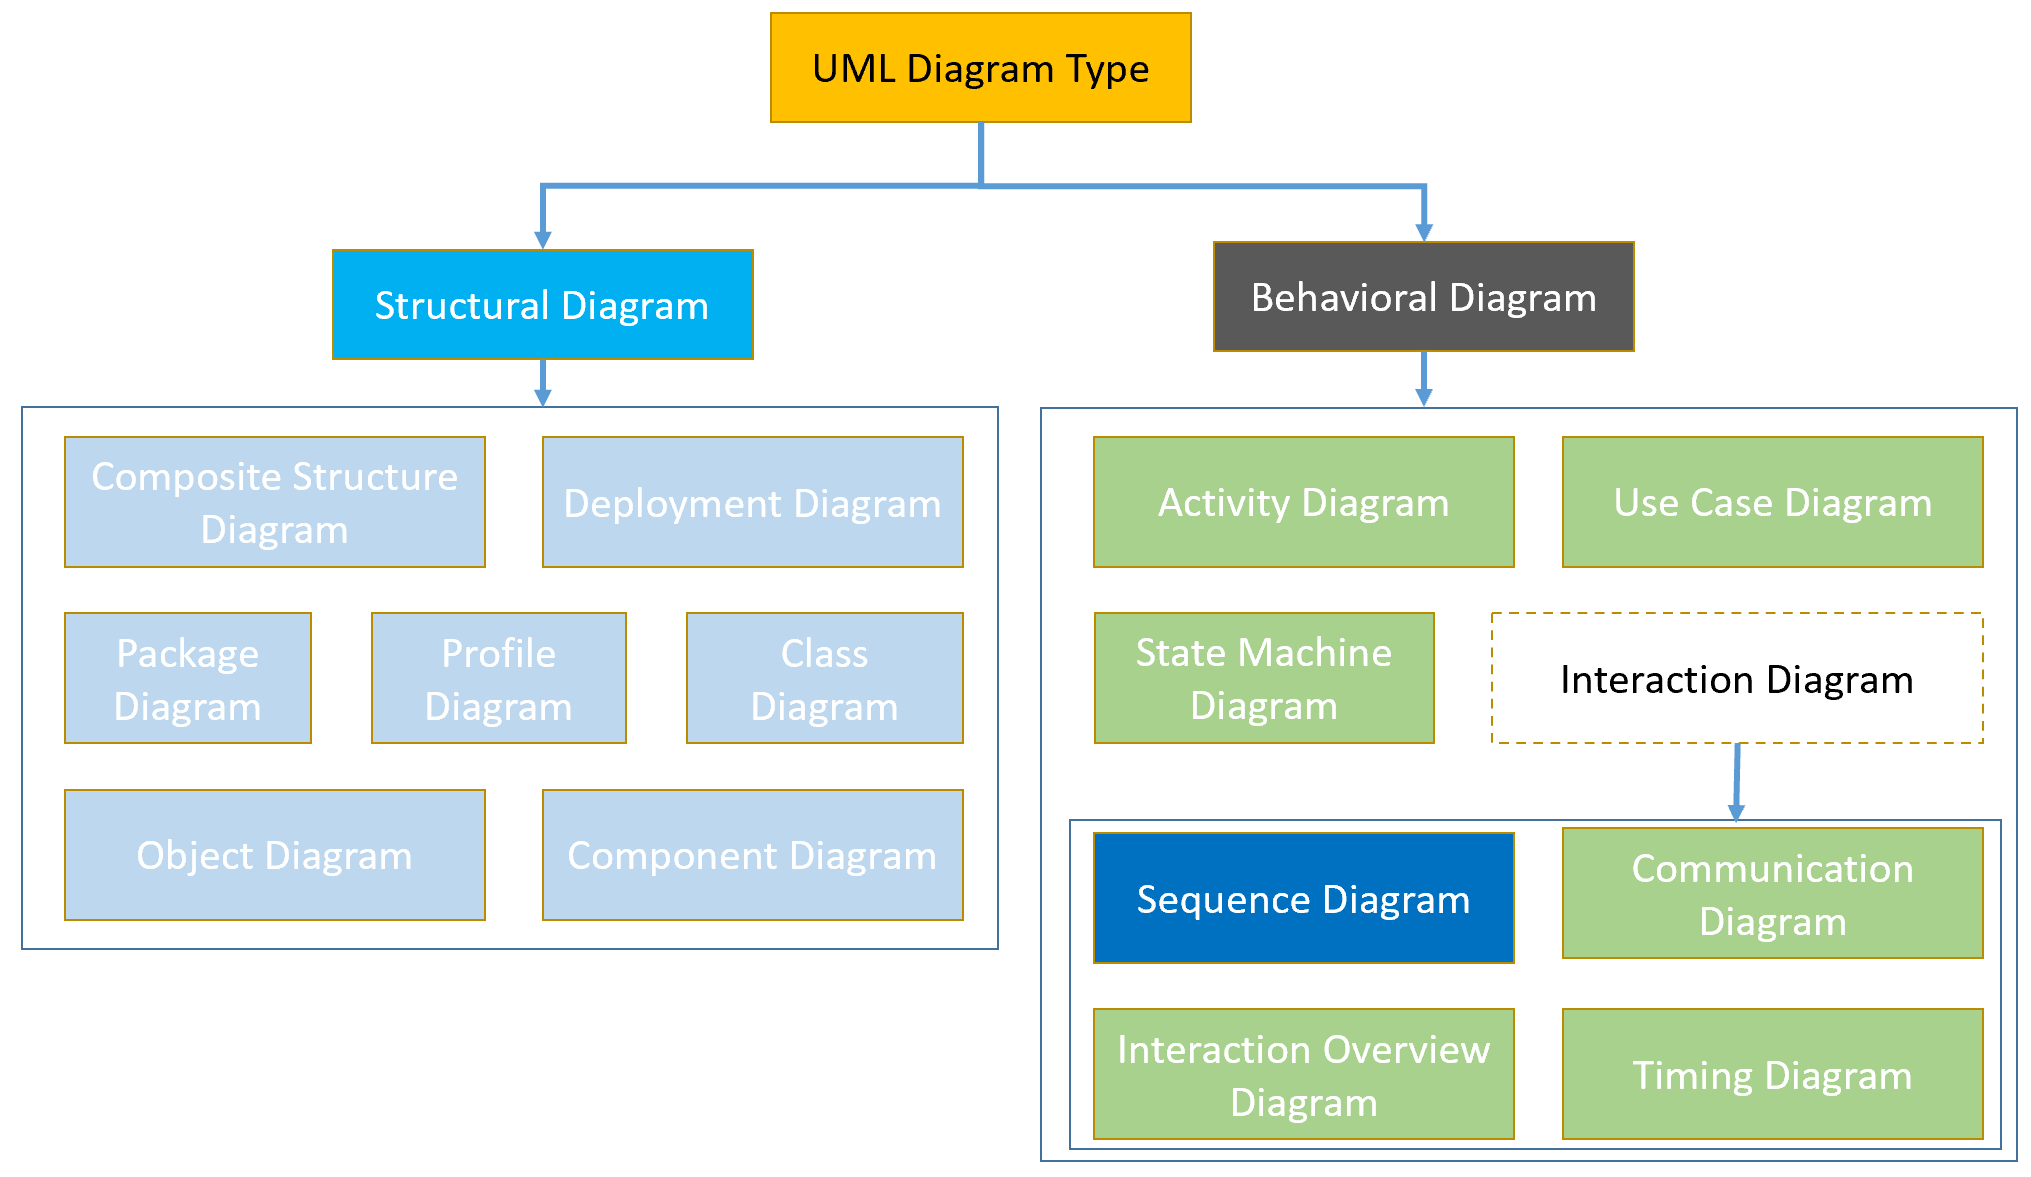 UML Diagram Type
Structural Diagram
Behavioral Diagram
Composite Structure
Diagram
Deployment Diagram
Package
Diagram
Profile
Diagram
Class
Diagram
Object Diagram
Component Diagram
Activity Diagram
Use Case Diagram
State Machine
Diagram
Interaction Diagram
Sequence Diagram
Communication
Diagram
Interaction Overview
Diagram
Timing Diagram